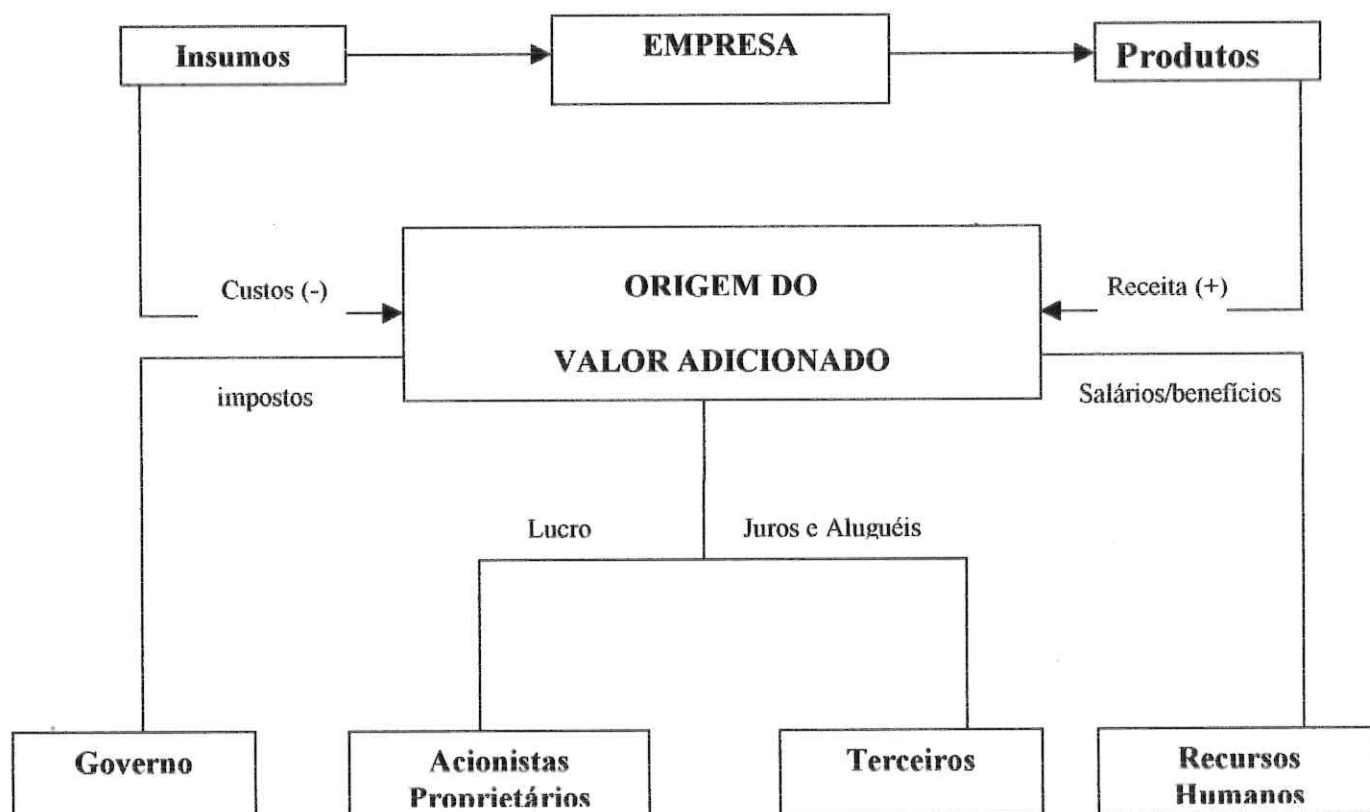 Insumos
EMPRESA
Produtos
Custos (-)
ORIGEM DO
VALOR ADICIONADO
Receita (+)
impostos
Salários/benefícios
Lucro
Juros e Aluguéis
Governo
Acionistas
Proprietários
Terceiros
Recursos
Humanos